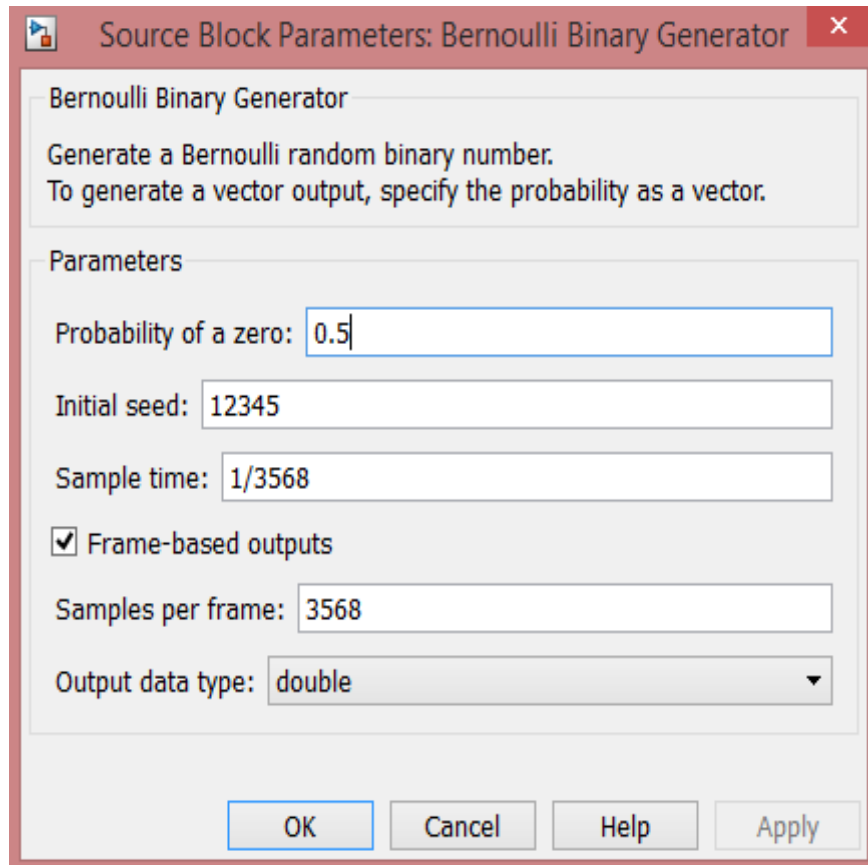 Source Block Parameters: Bernoulli Binary Generator
Bernoulli Binary Generator
Generate a Bernoulli random binary number.
To generate a vector output, specify the probability as a vector.
Parameters
Probability of a zero: 0.5
Initial seed: 12345
Sample time: 1/3568
Frame-based outputs
Samples per frame: 3568
Output data type: double
OK Cancel Help Apply